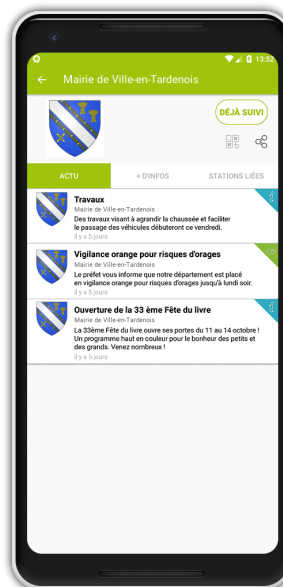 13:52
Mairie de Ville-en-Tardenois
DÉJÀ SUIVI
ACTU
+ D'INFOS
STATIONS LIÉES
Travaux
Mairie de Ville-en-Tardenois
Des travaux visant à agrandir la chaussée et faciliter
le passage des véhicules débuteront ce vendredi.
il y a 5 jours
Vigilance orange pour risques d'orages
Mairie de Ville-en-Tardenois
Le préfet vous informe que notre département est placé
en vigilance orange pour risques d'orages jusqu'à lundi soir.
il y a 5 jours
Ouverture de la 33 ème Fête du livre
Mairie de Ville-en-Tardenois
La 33ème Fête du livre ouvre ses portes du 11 au 14 octobre !
Un programme haut en couleur pour le bonheur des petits et
des grands. Venez nombreux !
il y a 5 jours